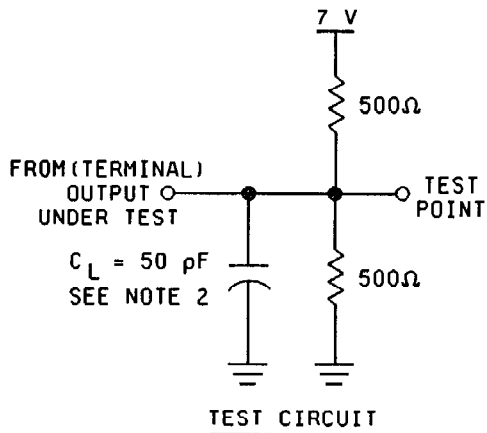 7 V
500Ω
FROM(TERMINAL)
OUTPUT
UNDER TEST
TEST
POINT
C_L = 50 pF
SEE NOTE 2
500Ω
TEST CIRCUIT